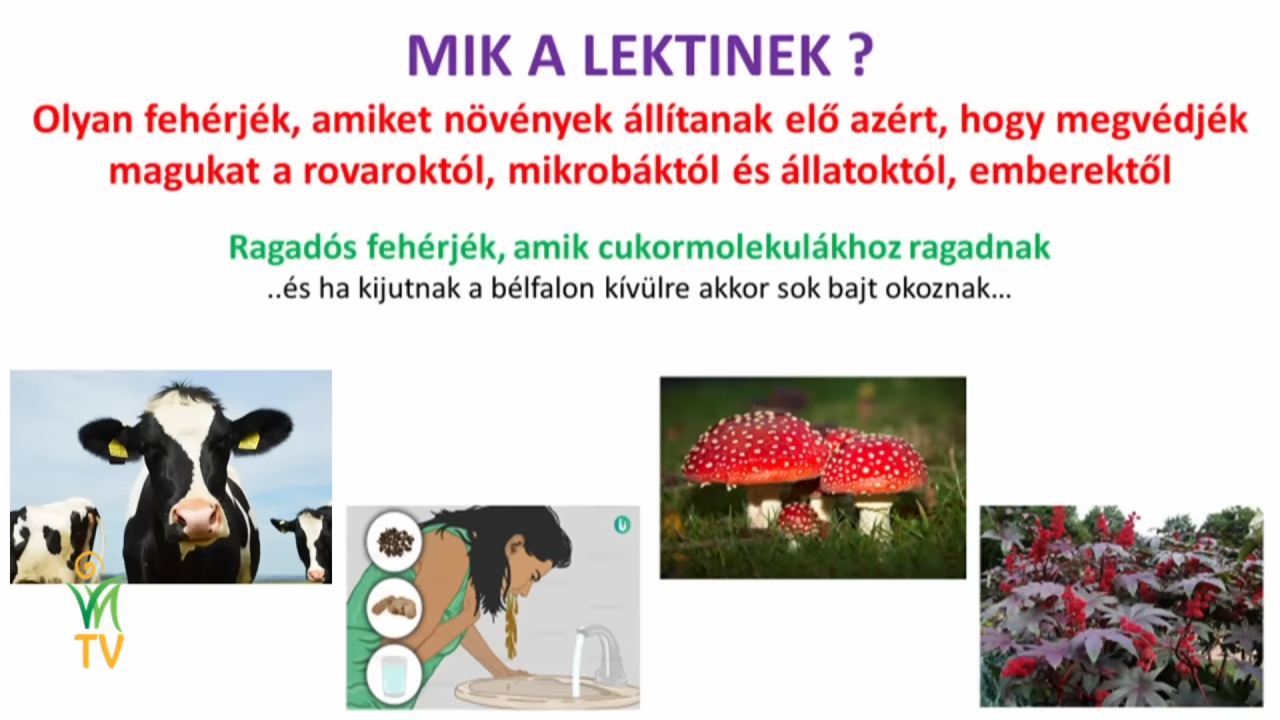 MIK A LEKTINEK ?
Olyan fehérjék, amiket növények állítanak elő azért, hogy megvédjék
magukat a rovaroktól, mikrobáktól és állatoktól, emberektől
Ragadós fehérjék, amik cukormolekulákhoz ragadnak
..és ha kijutnak a bélfalon kívülre akkor sok bajt okoznak...
TV